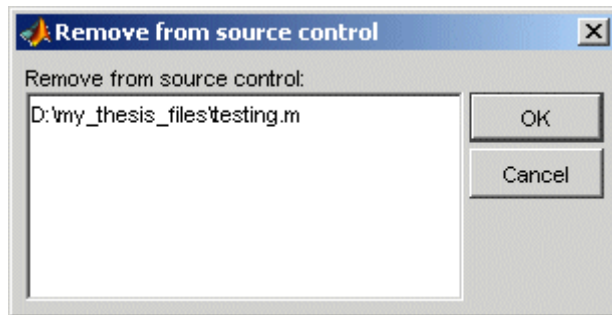 Remove from source control
Remove from source control:
D:\my_thesis_files\testing.m
OK
Cancel